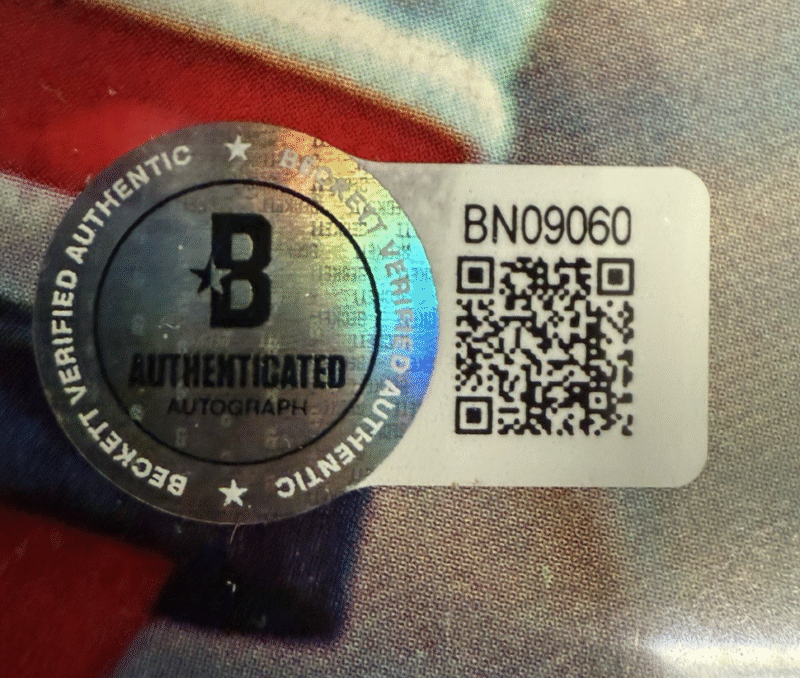 BECKETT VERIFIED AUTHENTIC ★ BECKETT VERIFIED AUTHENTIC ★
B
AUTHENTICATED
AUTOGRAPH
BN09060